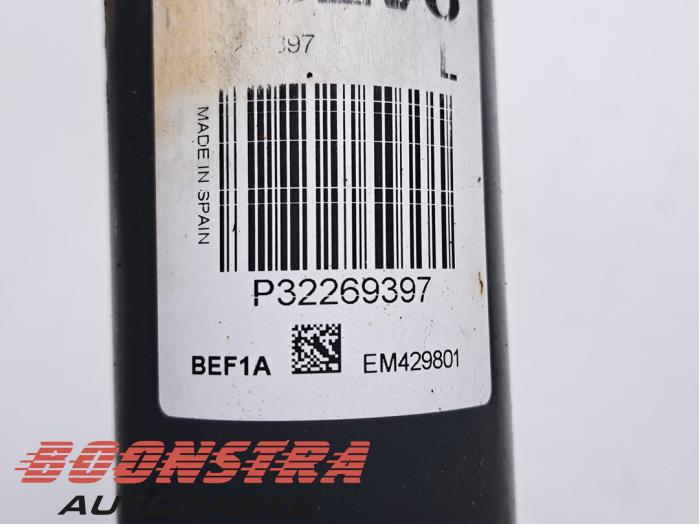 397
L
MADE IN SPAIN
P32269397
BEF1A EM429801
BOONSTRA
AUTOPARTS